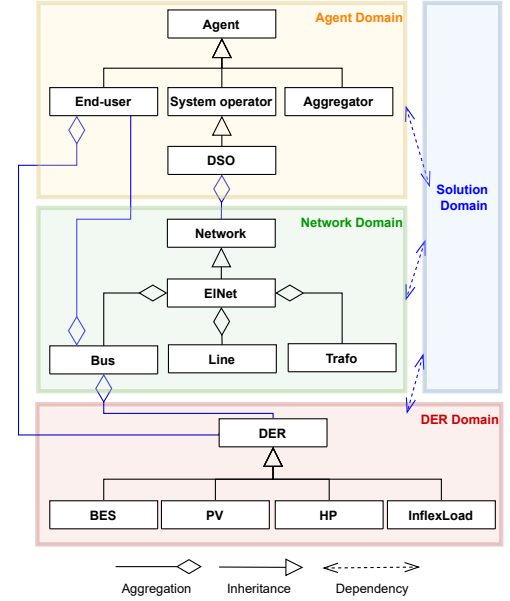 Agent Domain
Agent
End-user
System operator
Aggregator
DSO
Solution
Domain
Network Domain
Network
ElNet
Bus
Line
Trafo
DER Domain
DER
BES
PV
HP
InflexLoad
Aggregation
Inheritance
Dependency